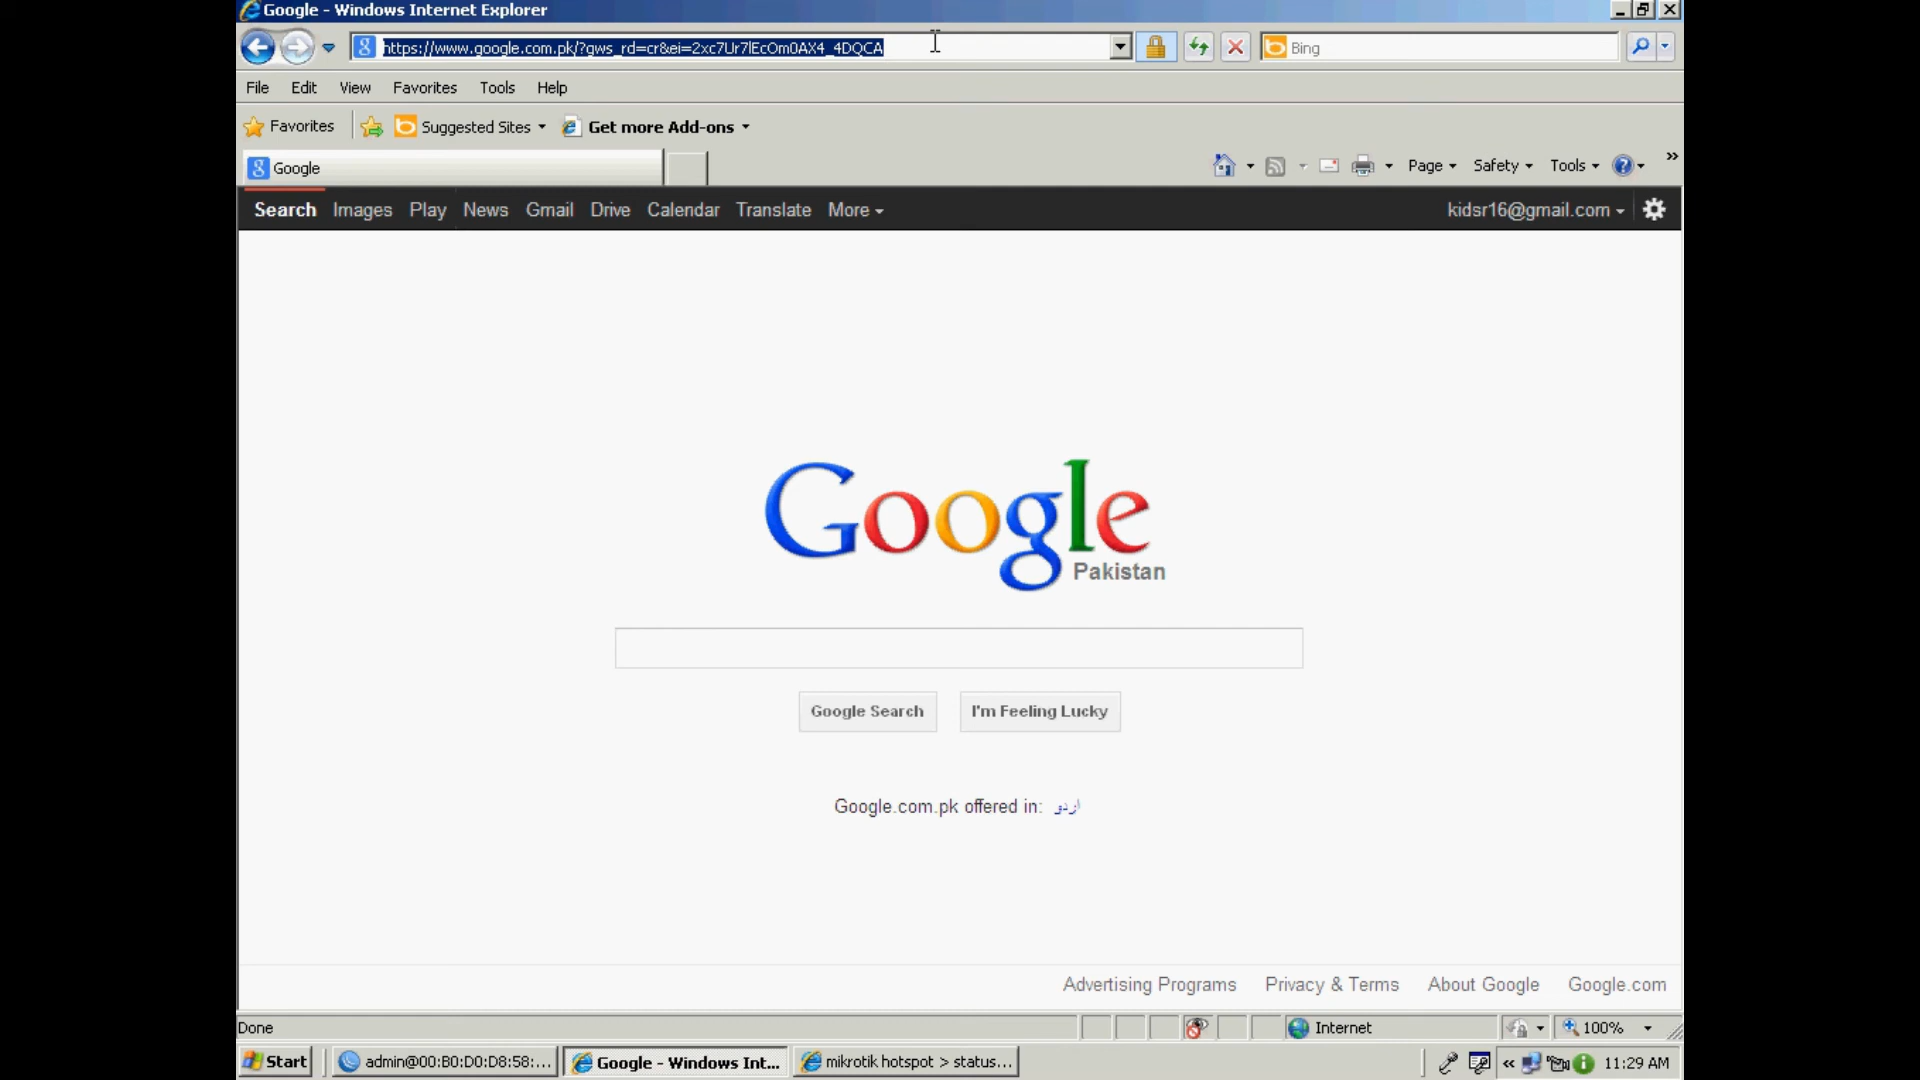 Google - Windows Internet Explorer
https://www.google.com.pk/?gws_rd=cr&ei=2xc7Ur7lEcOm0AX4_4DQCA
Bing
File Edit View Favorites Tools Help
Favorites Suggested Sites Get more Add-ons
Google
Page Safety Tools »
Search Images Play News Gmail Drive Calendar Translate More
kidsr16@gmail.com
Google
Pakistan
Google Search I'm Feeling Lucky
Google.com.pk offered in: اردو
Advertising Programs Privacy & Terms About Google Google.com
Done Internet 100%
Start admin@00:B0:D0:D8:58:... Google - Windows Int... mikrotik hotspot > status... « 11:29 AM